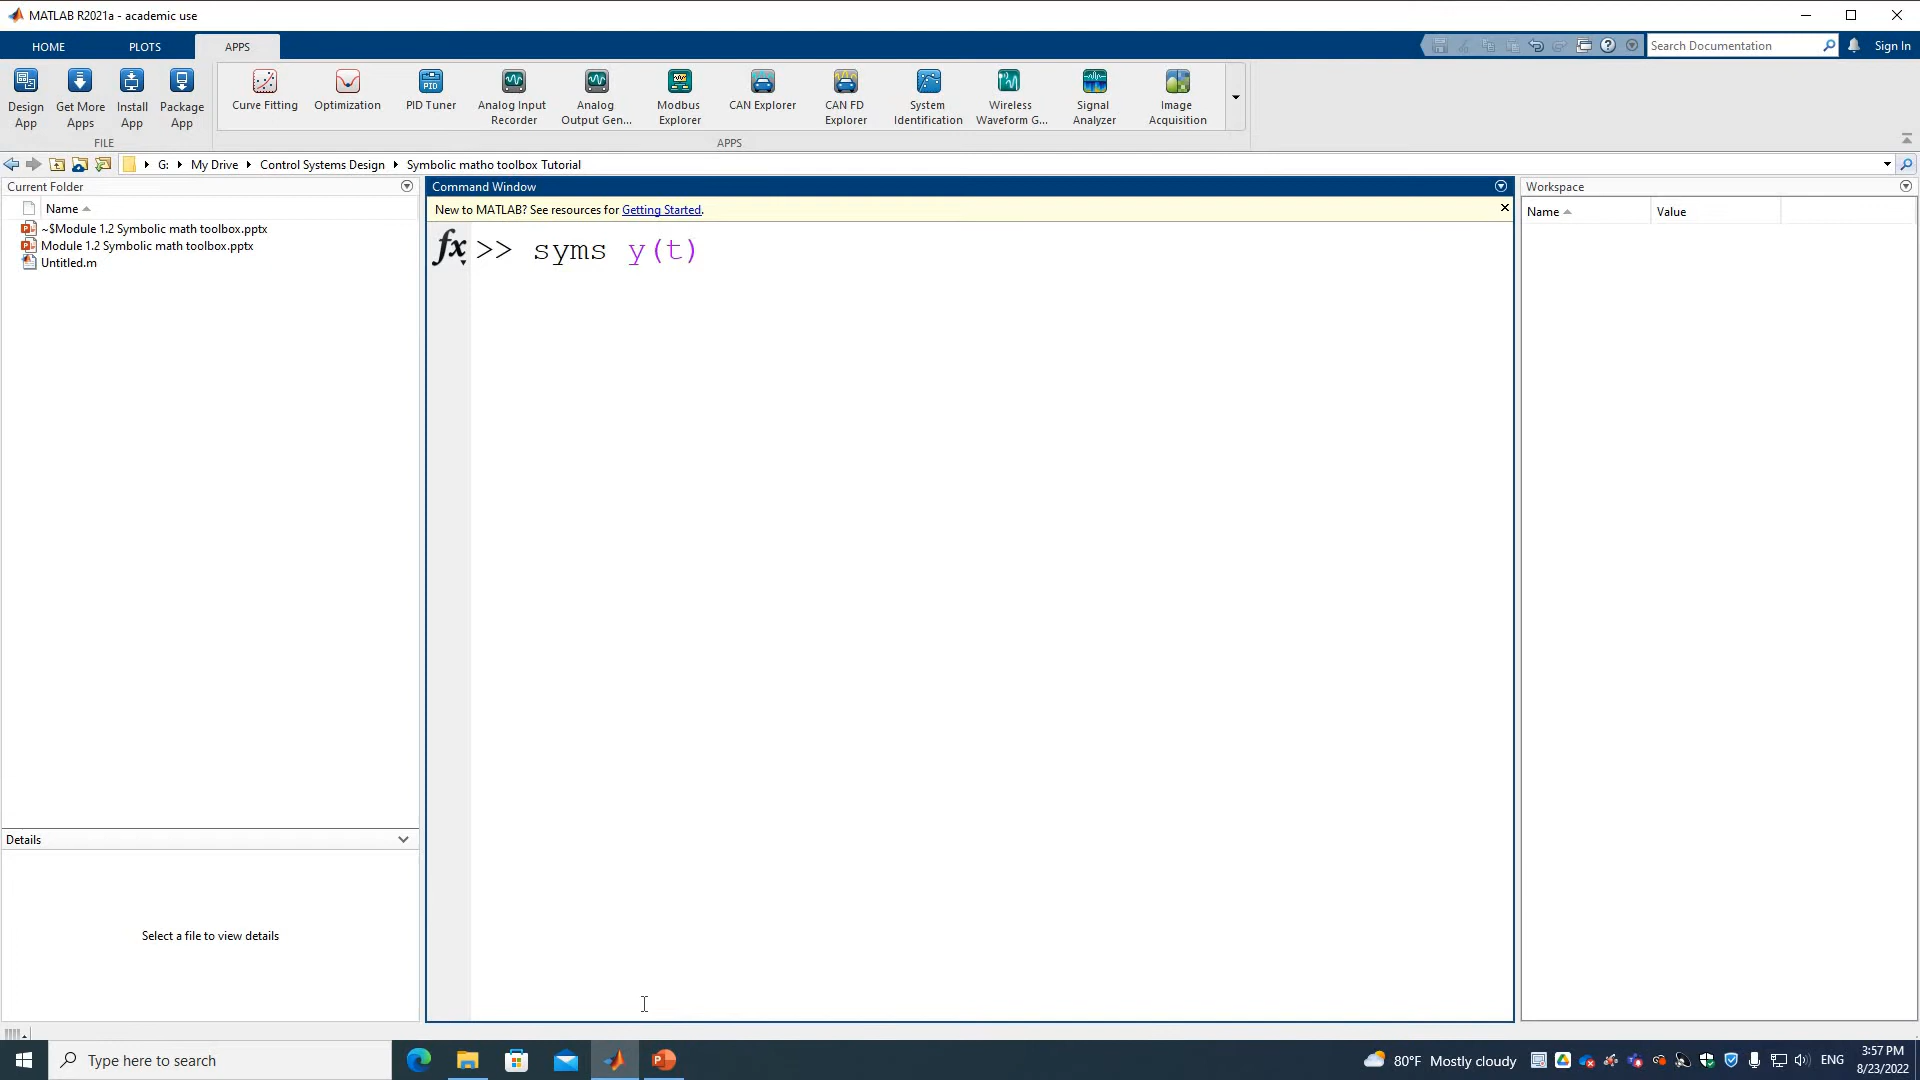 MATLAB R2021a - academic use
HOME PLOTS APPS
Search Documentation Sign In
Design App
Get More Apps
Install App
Package App
Curve Fitting
Optimization
PID
PID Tuner
Analog Input Recorder
Analog Output Gen...
Modbus Explorer
CAN Explorer
CAN FD Explorer
System Identification
Wireless Waveform G...
Signal Analyzer
Image Acquisition
FILE APPS
G: My Drive Control Systems Design Symbolic matho toolbox Tutorial
Current Folder
Name
~$Module 1.2 Symbolic math toolbox.pptx
Module 1.2 Symbolic math toolbox.pptx
Untitled.m
Details
Select a file to view details
Command Window
New to MATLAB? See resources for Getting Started.
fx >> syms y(t)
Workspace
Name Value
Type here to search
80°F Mostly cloudy
ENG
3:57 PM
8/23/2022